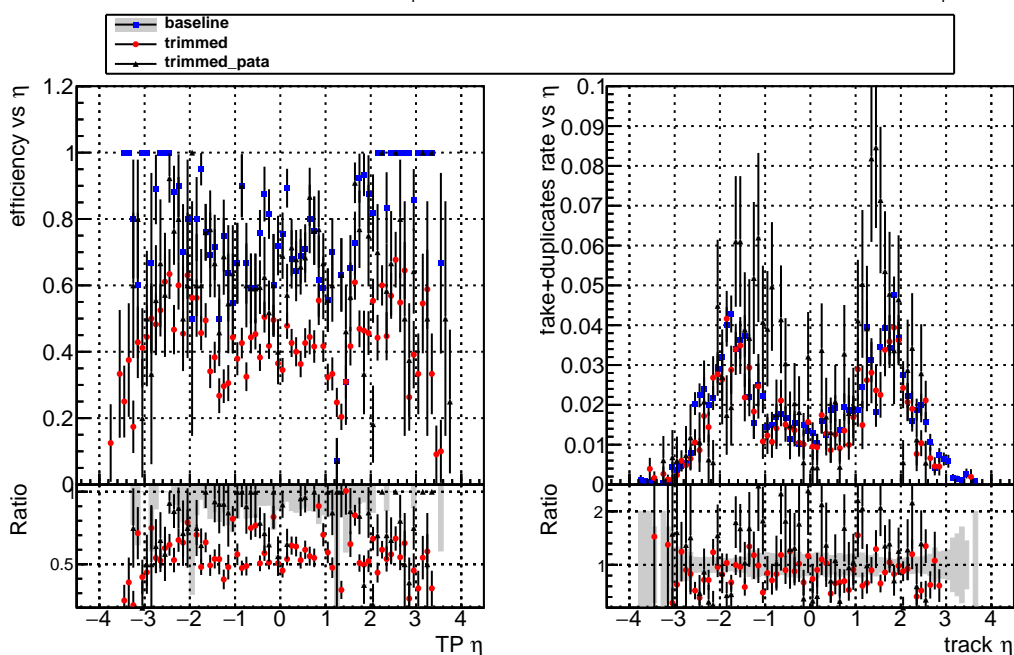 baseline
trimmed
trimmed_pata
efficiency vs η
1.2
1
0.8
0.6
0.4
0.2
0
Ratio
0.5
−4 −3 −2 −1 0 1 2 3 4
TP η
fake+duplicates rate vs η
0.1
0.09
0.08
0.07
0.06
0.05
0.04
0.03
0.02
0.01
0
Ratio
2
1
−4 −3 −2 −1 0 1 2 3 4
track η